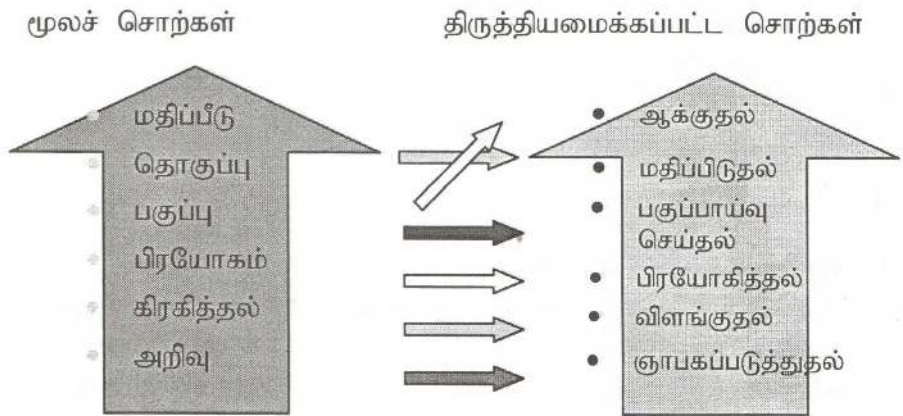 மூலச் சொற்கள்
திருத்தியமைக்கப்பட்ட சொற்கள்
மதிப்பீடு
தொகுப்பு
பகுப்பு
பிரயோகம்
கிரகித்தல்
அறிவு
ஆக்குதல்
மதிப்பிடுதல்
பகுப்பாய்வு
செய்தல்
பிரயோகித்தல்
விளங்குதல்
ஞாபகப்படுத்துதல்